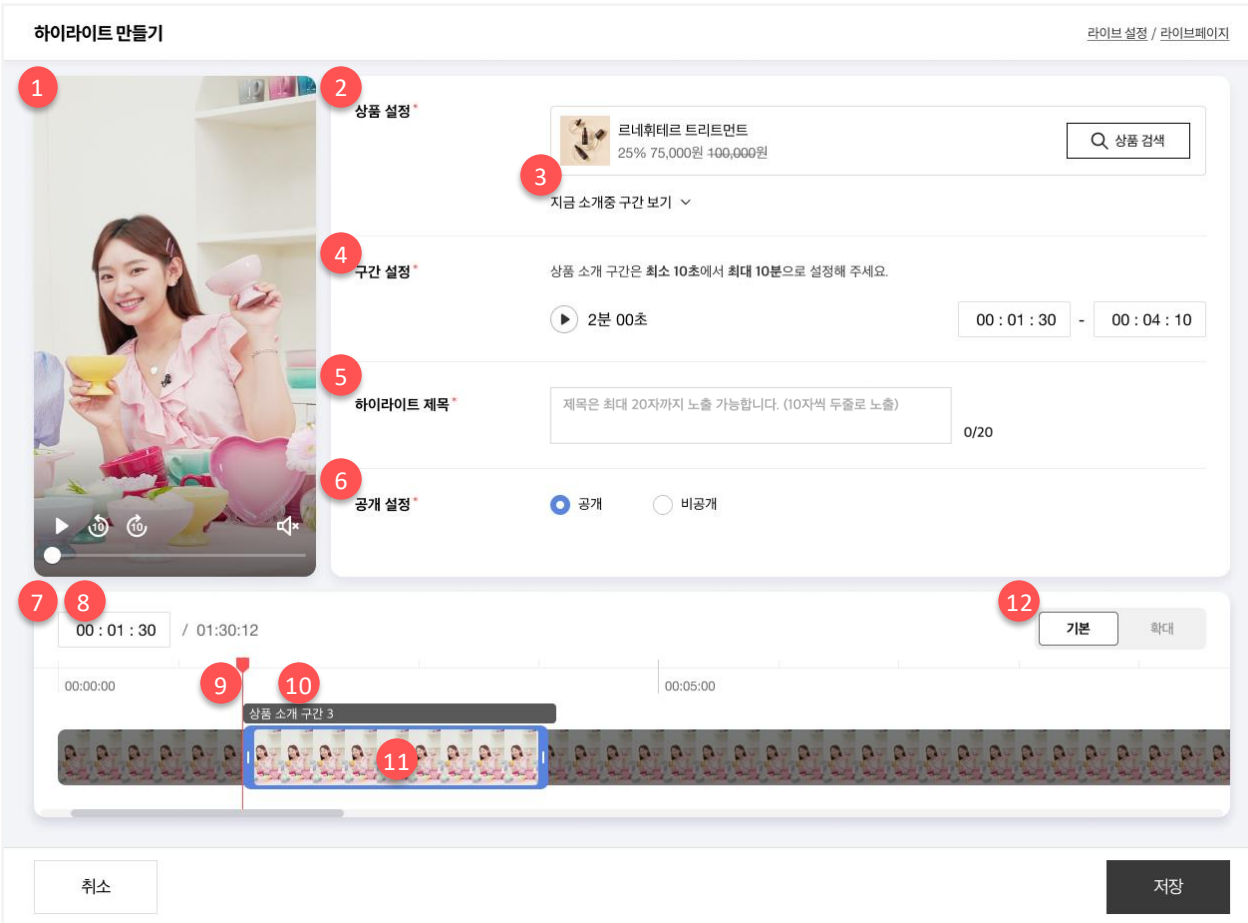 하이라이트 만들기
라이브 설정 / 라이브페이지
1
2
상품 설정*
르네휘테르 트리트먼트
25% 75,000원 100,000원
상품 검색
3
지금 소개중 구간 보기
4
구간 설정*
상품 소개 구간은 최소 10초에서 최대 10분으로 설정해 주세요.
2분 00초
00 : 01 : 30 - 00 : 04 : 10
5
하이라이트 제목*
제목은 최대 20자까지 노출 가능합니다. (10자씩 두줄로 노출)
0/20
6
공개 설정*
공개
비공개
10
10
7
8
12
00 : 01 : 30 / 01:30:12
기본
확대
00:00:00
9
10
00:05:00
상품 소개 구간 3
11
취소
저장